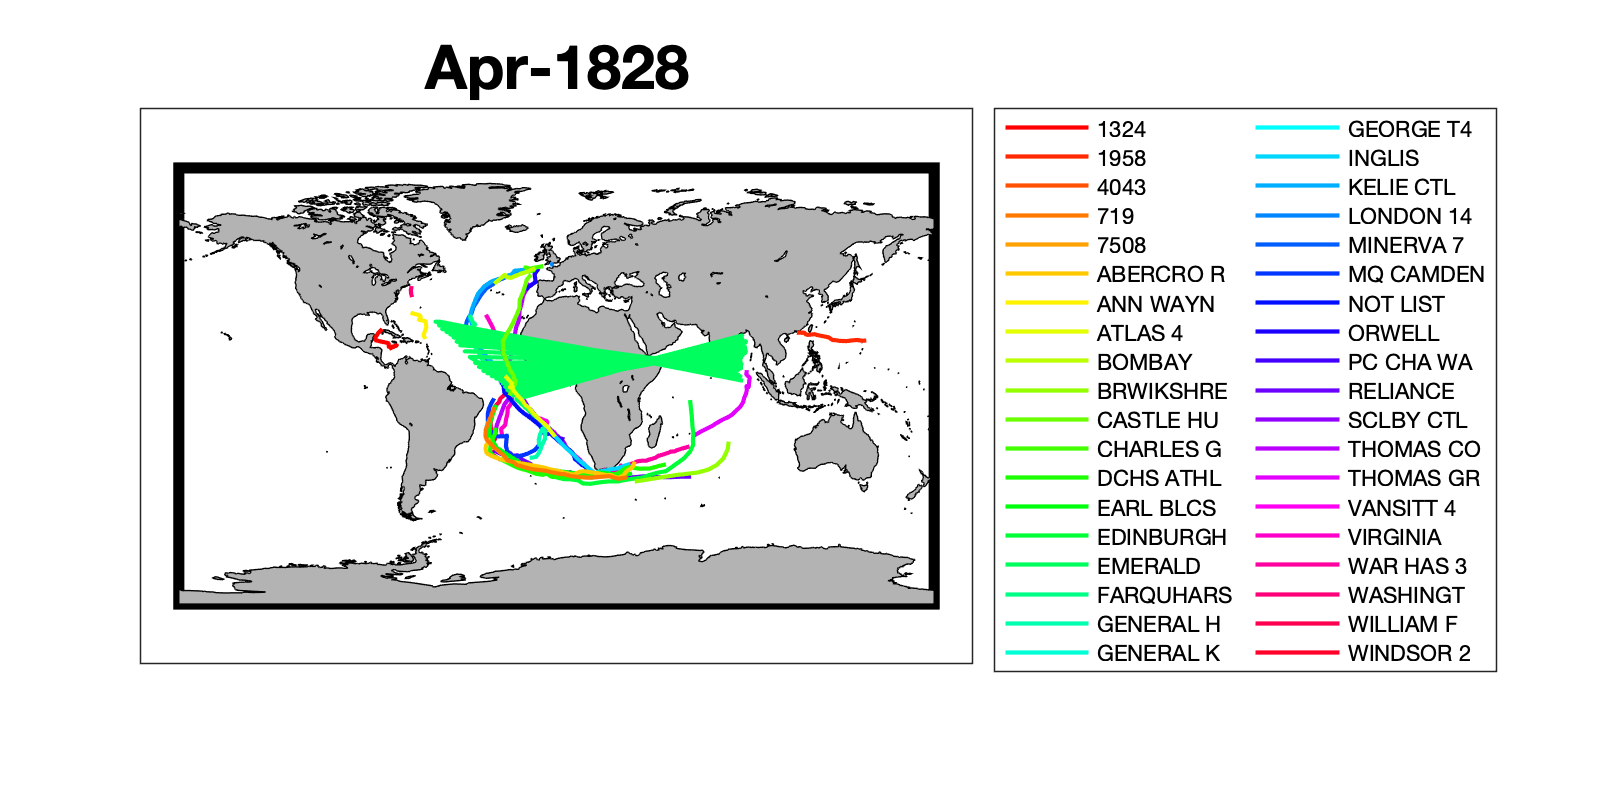 Apr-1828
1324
1958
4043
719
7508
ABERCRO R
ANN WAYN
ATLAS 4
BOMBAY
BRWIKSHRE
CASTLE HU
CHARLES G
DCHS ATHL
EARL BLCS
EDINBURGH
EMERALD
FARQUHARS
GENERAL H
GENERAL K
GEORGE T4
INGLIS
KELIE CTL
LONDON 14
MINERVA 7
MQ CAMDEN
NOT LIST
ORWELL
PC CHA WA
RELIANCE
SCLBY CTL
THOMAS CO
THOMAS GR
VANSITT 4
VIRGINIA
WAR HAS 3
WASHINGT
WILLIAM F
WINDSOR 2